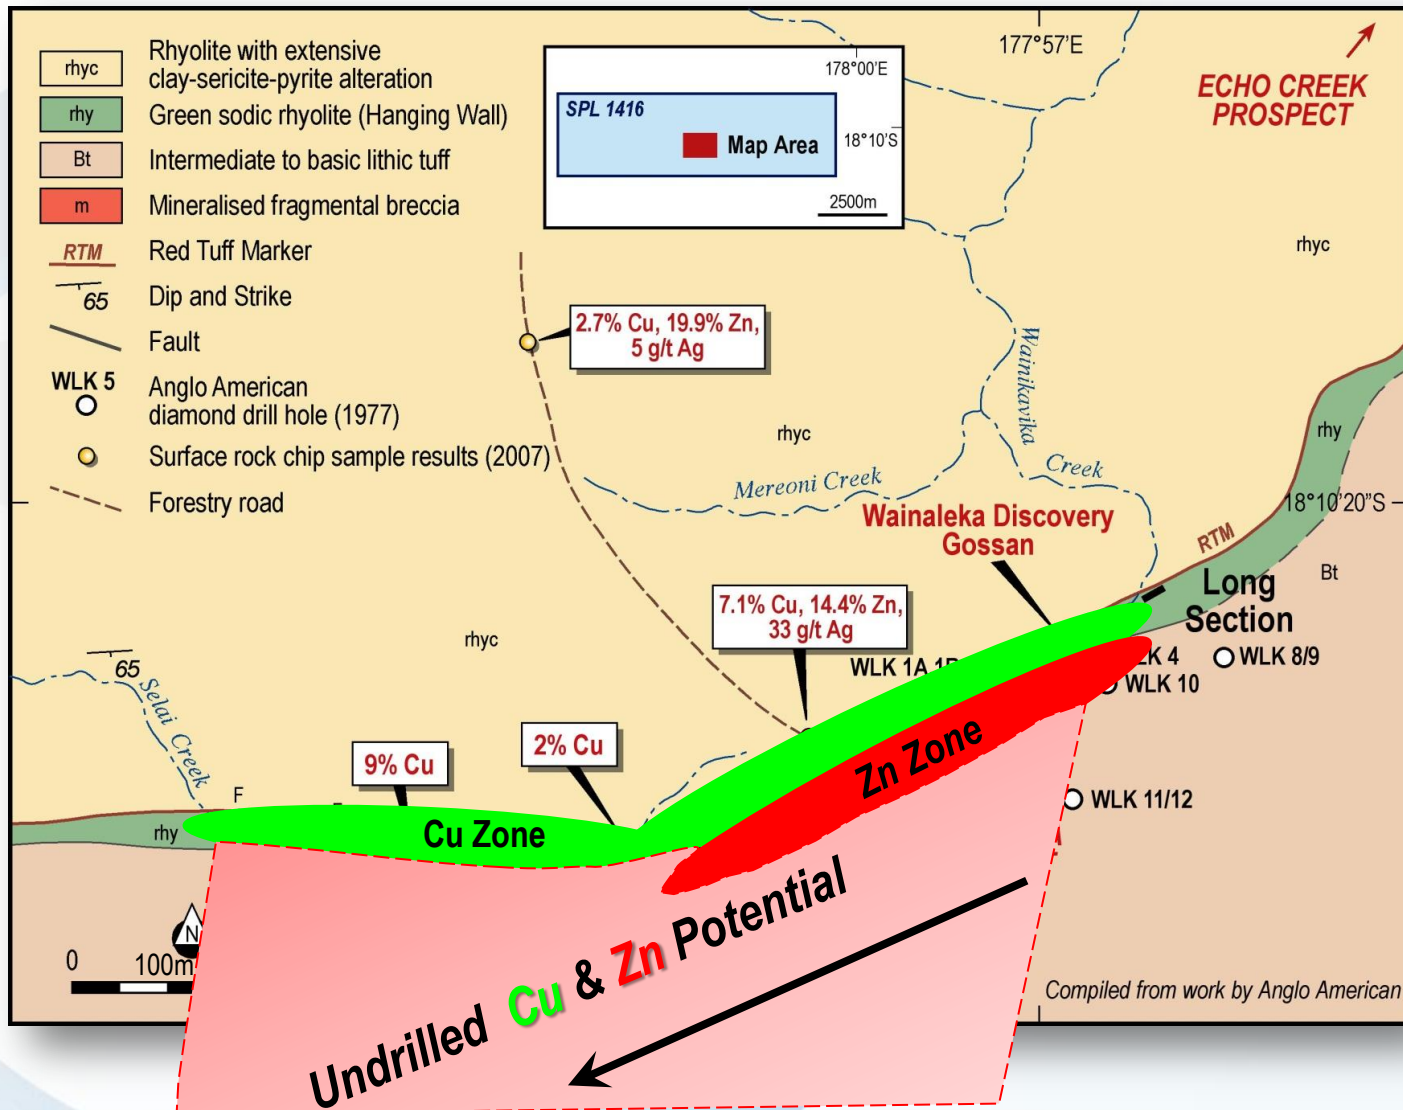 rhyc
Rhyolite with extensive
clay-sericite-pyrite alteration
rhy
Green sodic rhyolite (Hanging Wall)
Bt
Intermediate to basic lithic tuff
m
Mineralised fragmental breccia
RTM
Red Tuff Marker
65
Dip and Strike
Fault
WLK 5
Anglo American
diamond drill hole (1977)
Surface rock chip sample results (2007)
Forestry road
178°00'E
SPL 1416
Map Area
18°10'S
2500m
177°57'E
ECHO CREEK
PROSPECT
rhyc
2.7% Cu, 19.9% Zn,
5 g/t Ag
Wainikavika
Creek
rhyc
Mereoni Creek
rhy
18°10'20"S
Wainaleka Discovery
Gossan
RTM
Bt
Long
Section
7.1% Cu, 14.4% Zn,
33 g/t Ag
rhyc
65
Selai Creek
WLK 1A
WLK 8/9
WLK 10
2% Cu
9% Cu
Zn Zone
F
WLK 11/12
rhy
Cu Zone
N
0
100m
Undrilled Cu & Zn Potential
Compiled from work by Anglo American